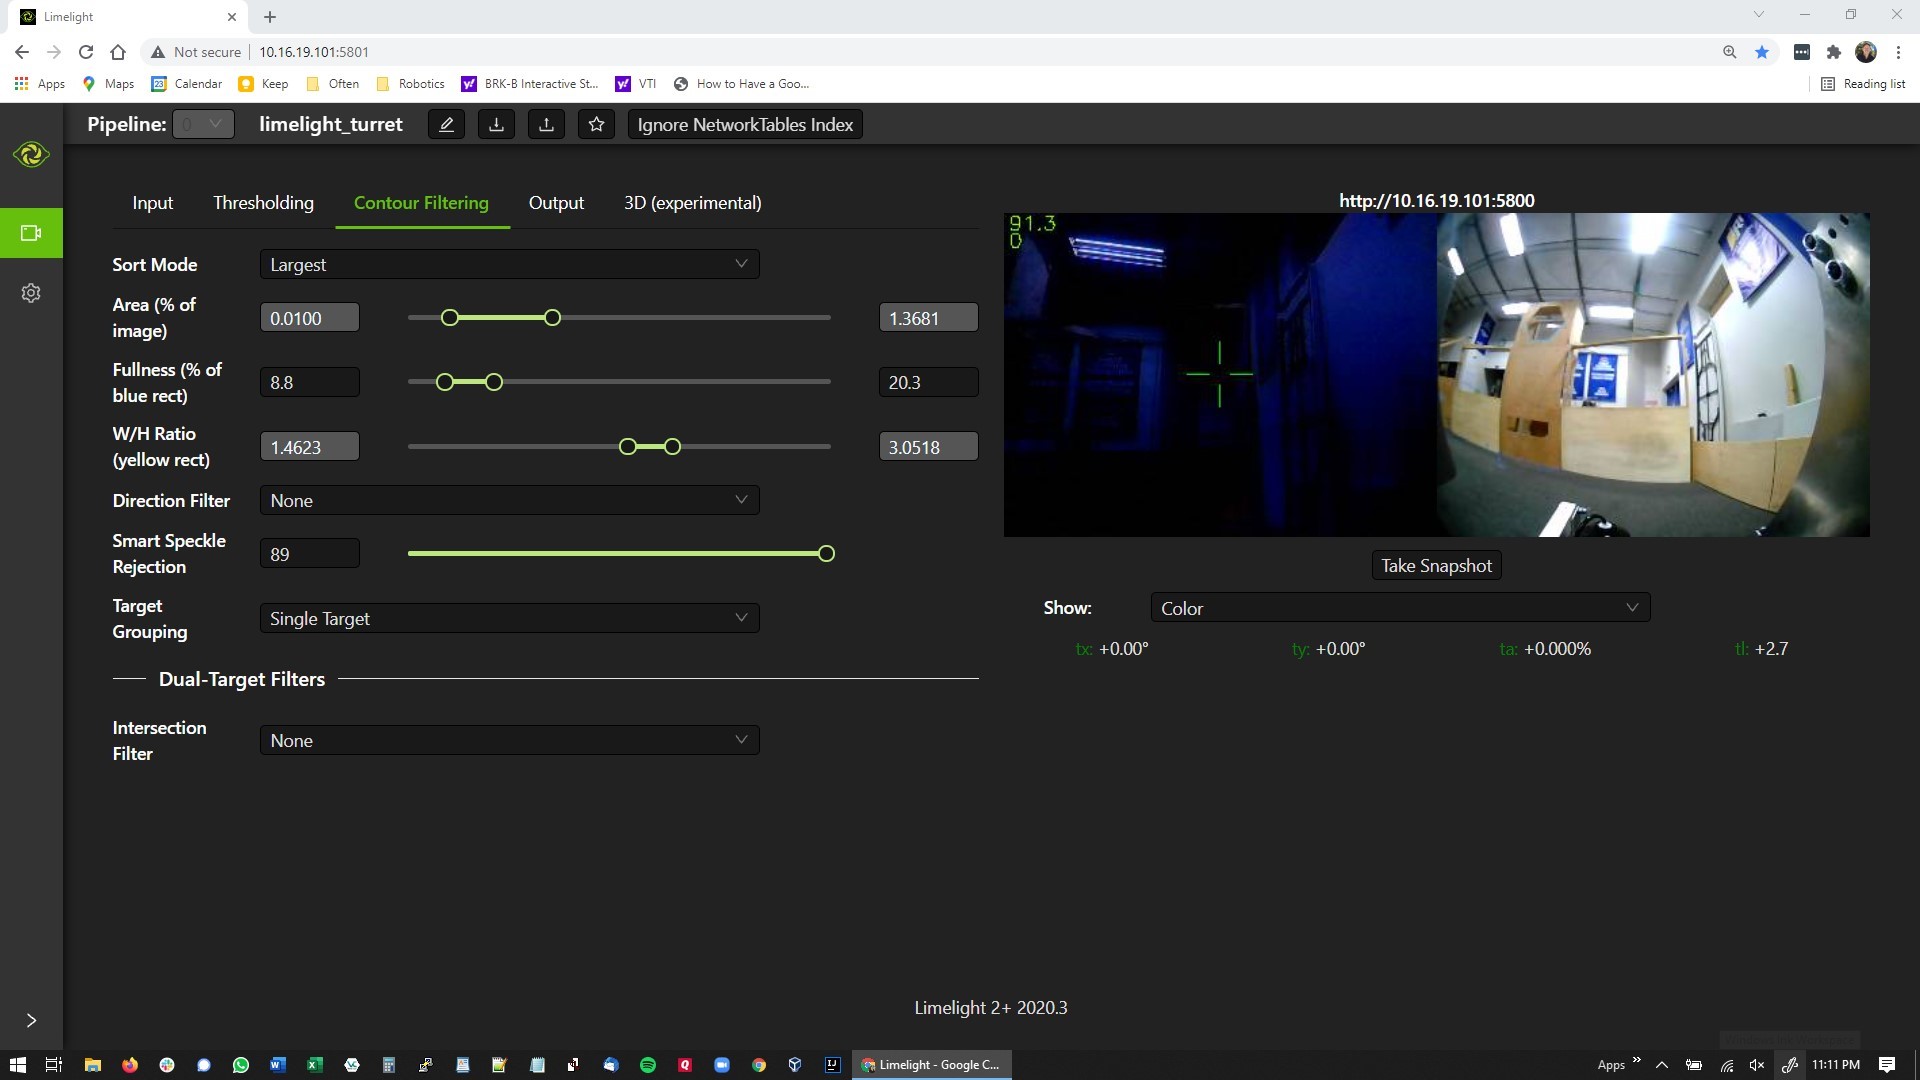 Limelight
Not secure
10.16.19.101:5801
Apps
Maps
23
Calendar
Keep
Often
Robotics
BRK-B Interactive St...
VTI
How to Have a Goo...
Reading list
Pipeline:
0
limelight_turret
Ignore NetworkTables Index
Input
Thresholding
Contour Filtering
Output
3D (experimental)
http://10.16.19.101:5800
91.3
0
Sort Mode
Largest
Area (% of
image)
0.0100
1.3681
Fullness (% of
blue rect)
8.8
20.3
W/H Ratio
(yellow rect)
1.4623
3.0518
Direction Filter
None
Smart Speckle
Rejection
89
Take Snapshot
Target
Grouping
Single Target
Show:
Color
tx: +0.00°
ty: +0.00°
ta: +0.000%
tl: +2.7
Dual-Target Filters
Intersection
Filter
None
Limelight 2+ 2020.3
Limelight - Google C...
Apps
11:11 PM